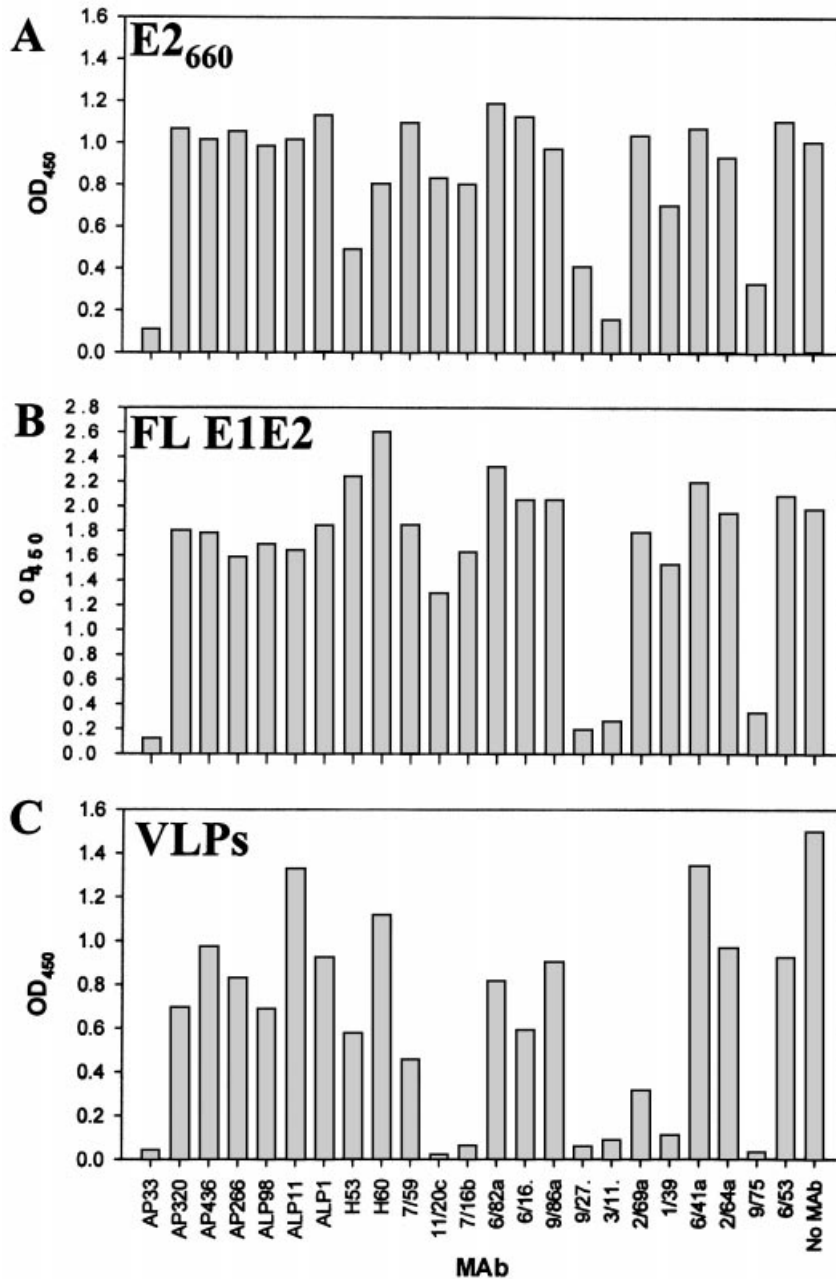 A
E2660
1.6
1.4
1.2
1.0
0.8
0.6
0.4
0.2
0.0
OD450
B
FL E1E2
2.8
2.6
2.4
2.2
2.0
1.8
1.6
1.4
1.2
1.0
0.8
0.6
0.4
0.2
0.0
OD450
C
VLPs
1.6
1.4
1.2
1.0
0.8
0.6
0.4
0.2
0.0
OD450
AP33
AP320
AP436
AP266
ALP98
ALP11
ALP1
H53
H60
7/59
11/20c
7/16b
6/82a
6/16.
9/86a
9/27.
3/11.
2/69a
1/39
6/41a
2/64a
9/75
6/53
No MAb
MAb